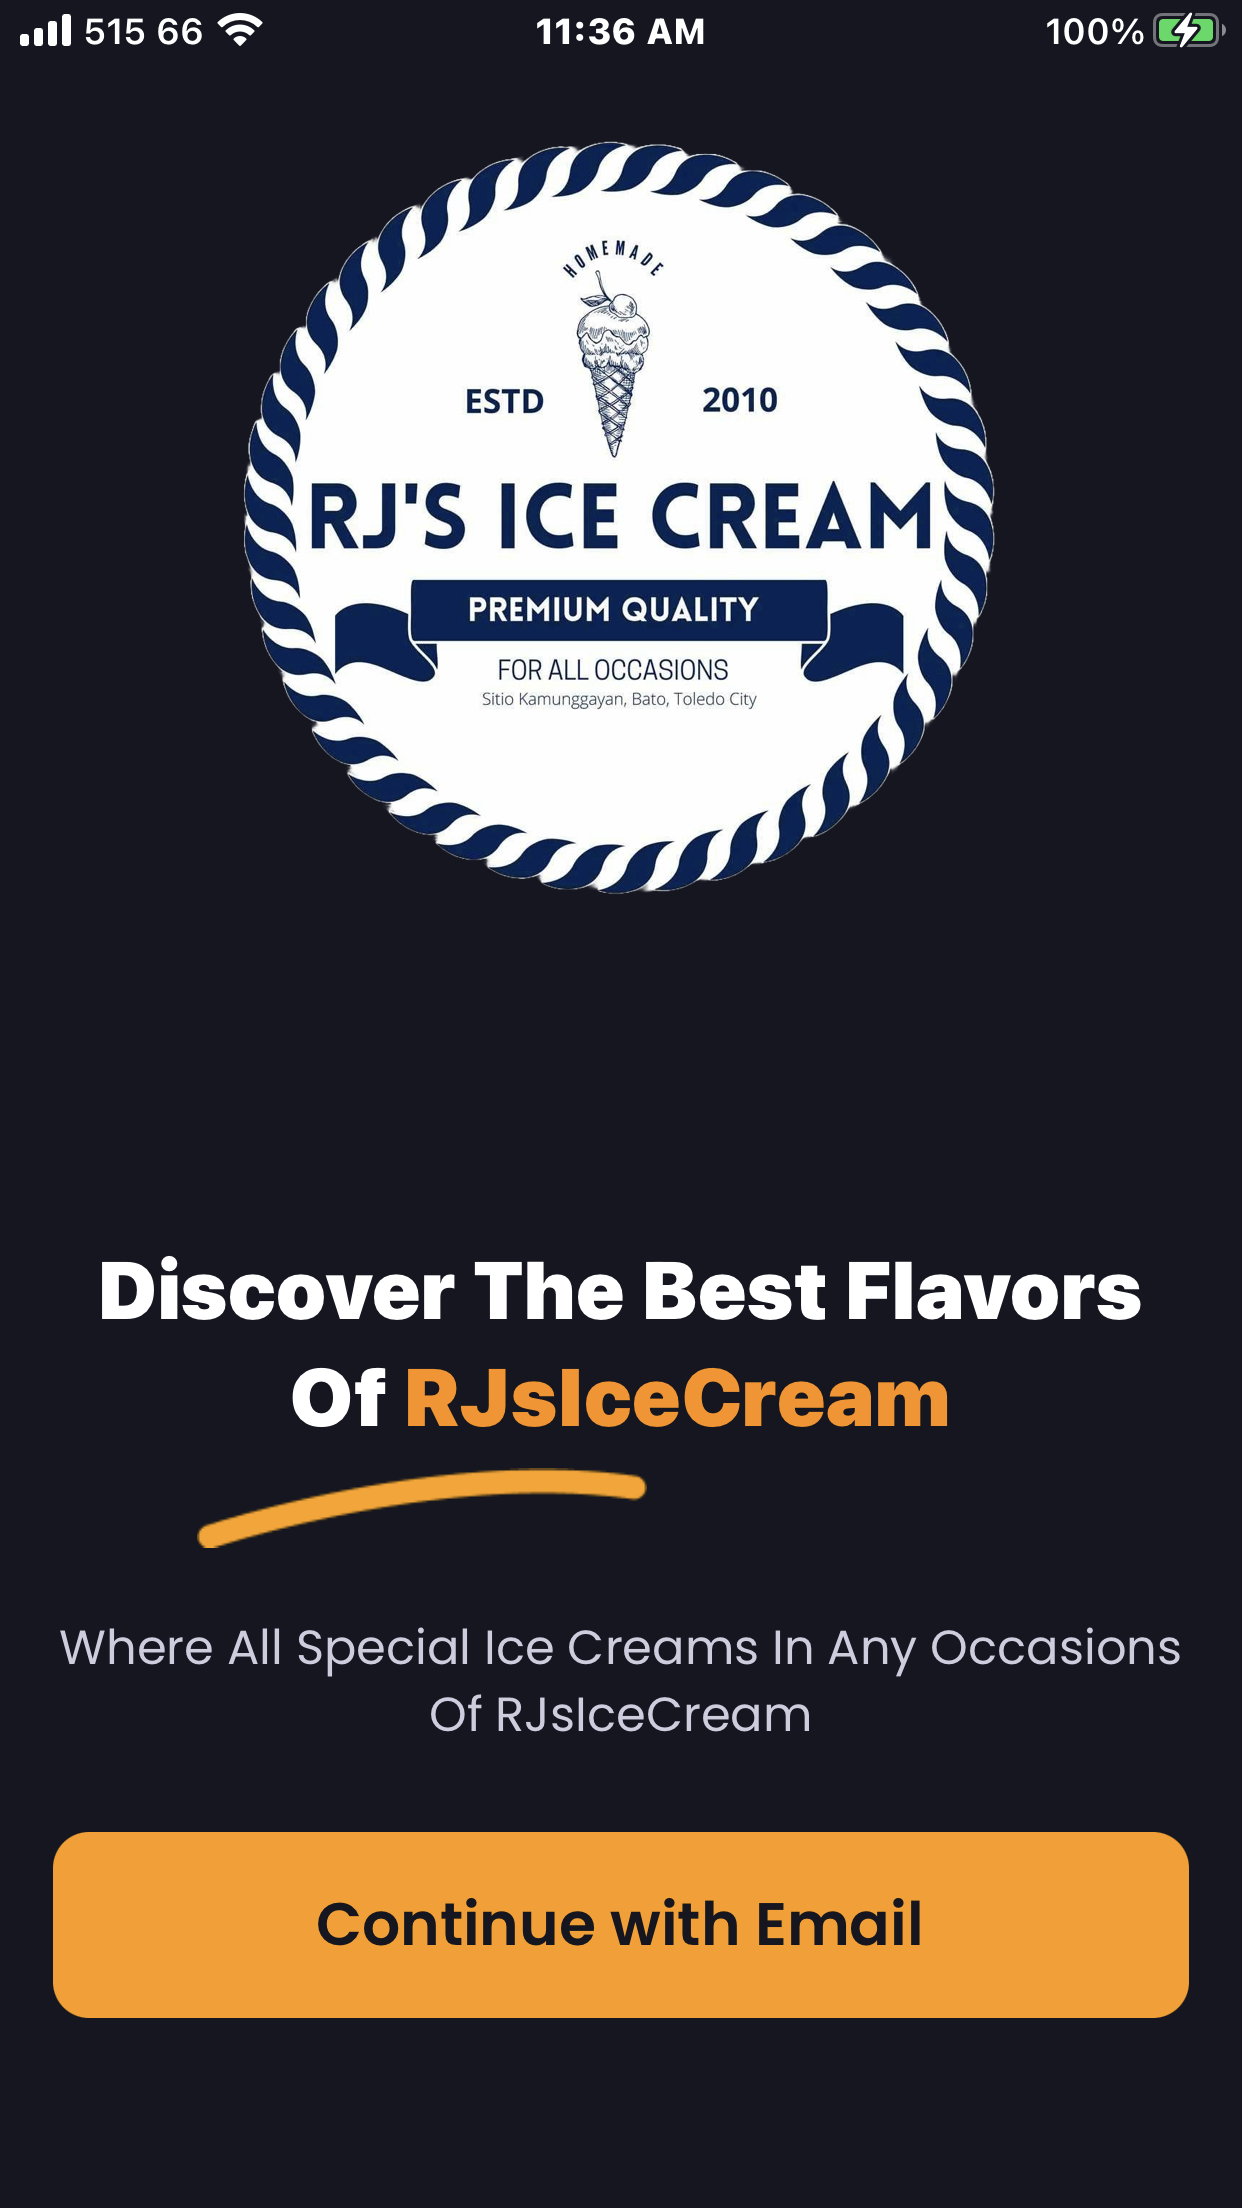 515 66
11:36 AM
100%
HOMEMADE
ESTD 2010
RJ'S ICE CREAM
PREMIUM QUALITY
FOR ALL OCCASIONS
Sitio Kamunggayan, Bato, Toledo City
Discover The Best Flavors
Of RJsIceCream
Where All Special Ice Creams In Any Occasions
Of RJsIceCream
Continue with Email